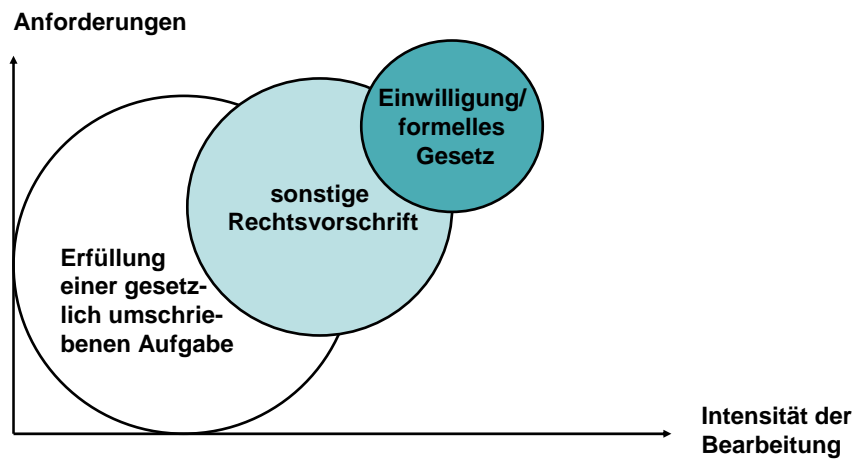 Anforderungen
Einwilligung/
formelles
Gesetz
sonstige
Rechtsvorschrift
Erfüllung
einer gesetz-
lich umschrie-
benen Aufgabe
Intensität der
Bearbeitung